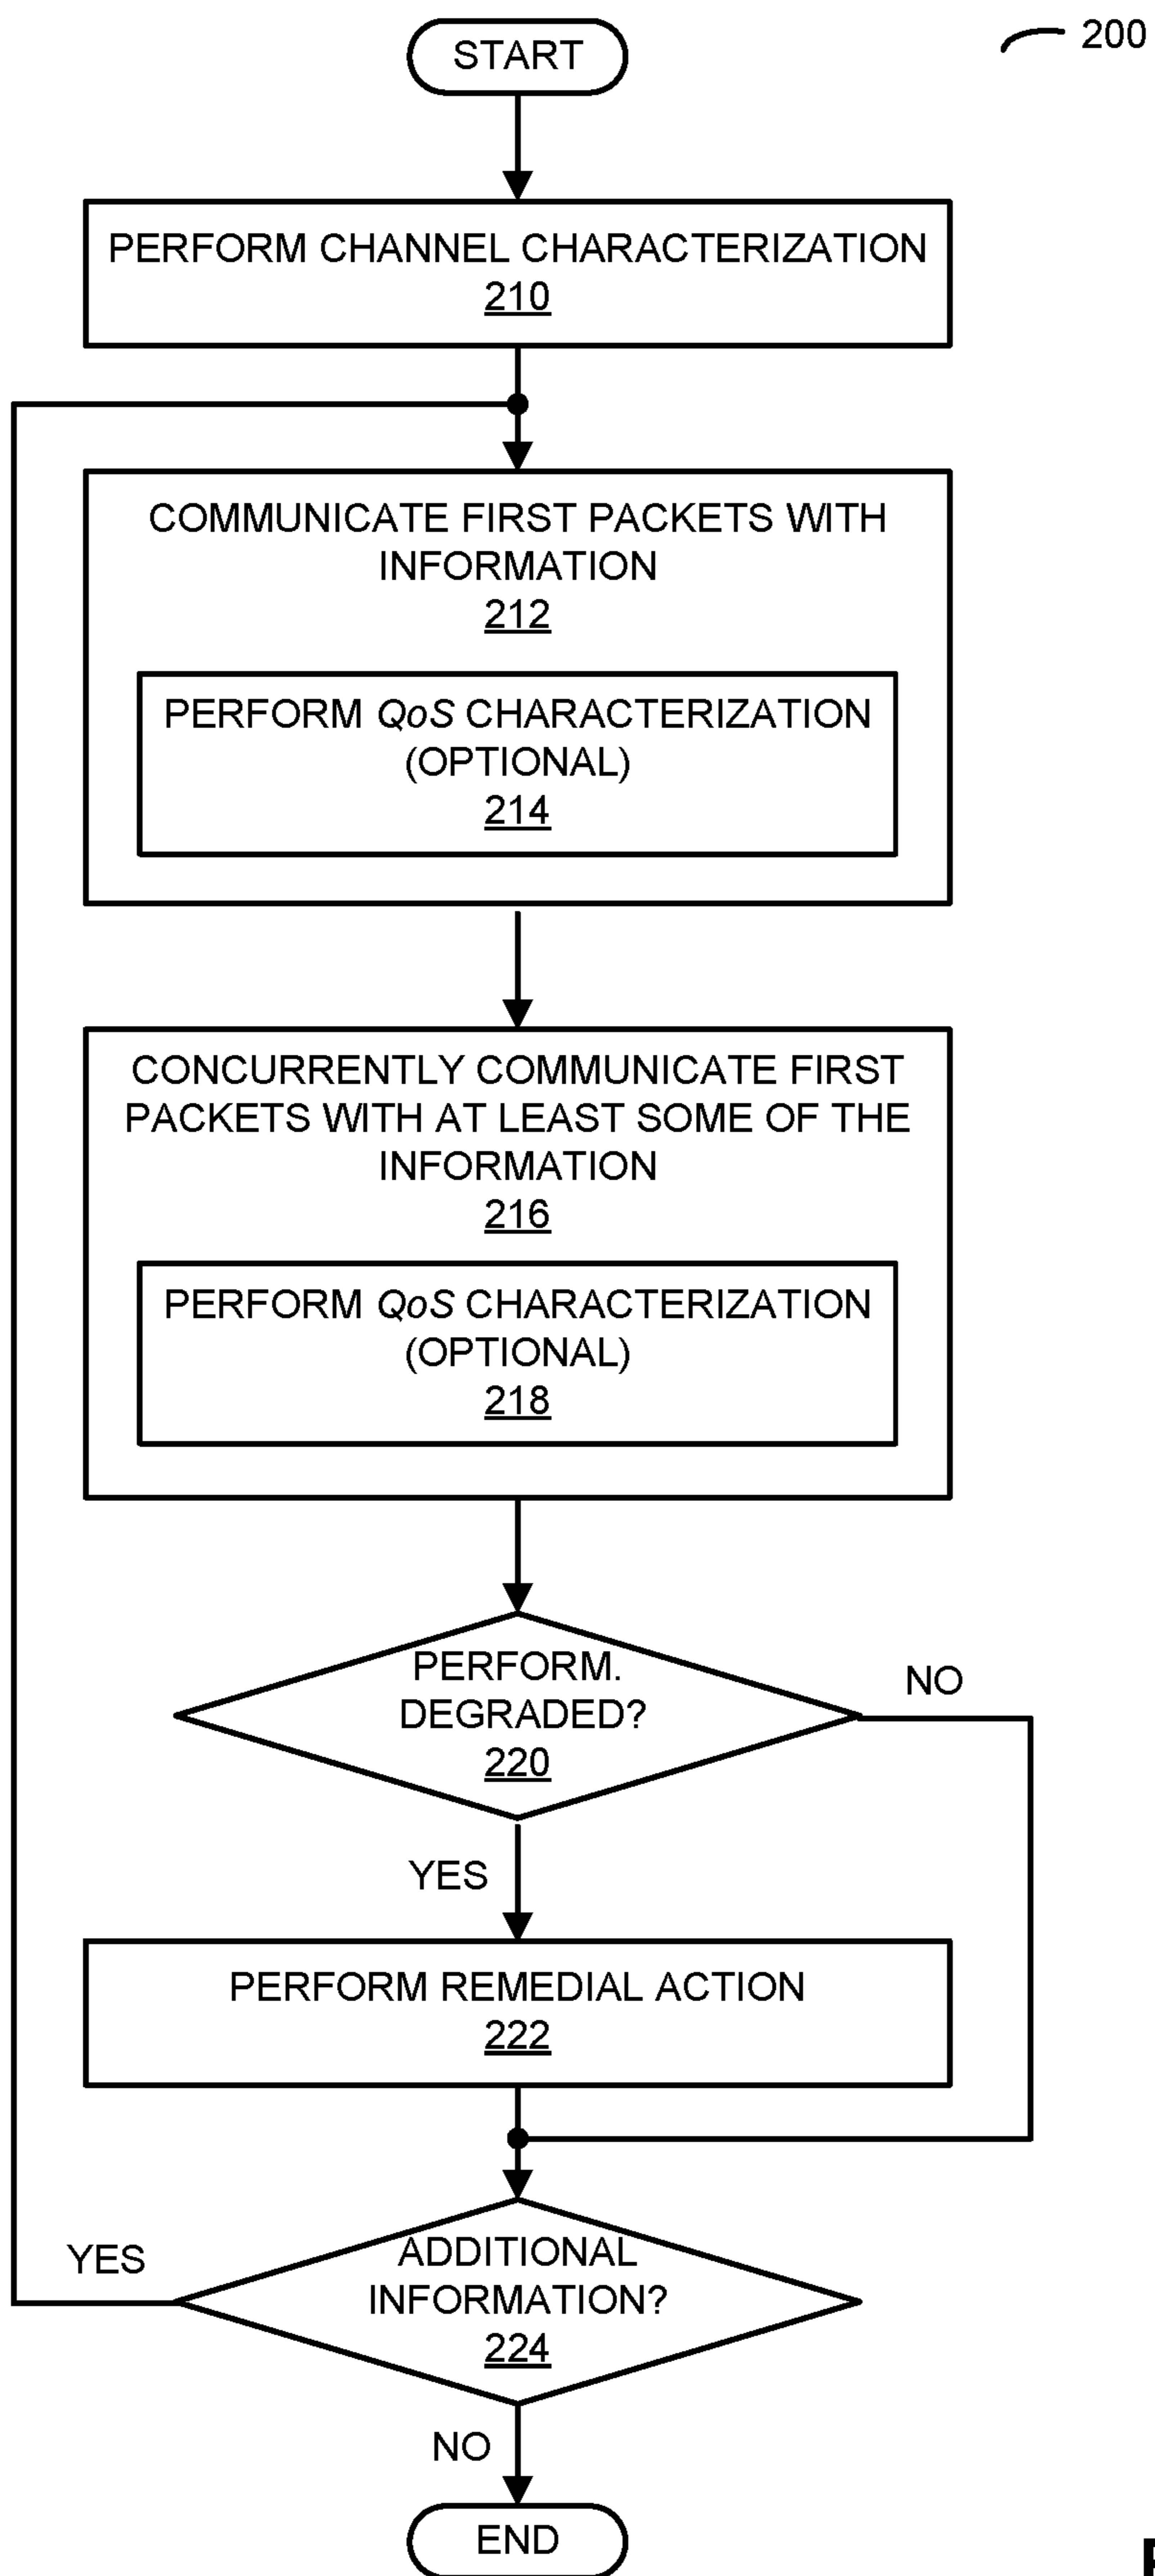 START
200
PERFORM CHANNEL CHARACTERIZATION
210
COMMUNICATE FIRST PACKETS WITH
INFORMATION
212
PERFORM QoS CHARACTERIZATION
(OPTIONAL)
214
CONCURRENTLY COMMUNICATE FIRST
PACKETS WITH AT LEAST SOME OF THE
INFORMATION
216
PERFORM QoS CHARACTERIZATION
(OPTIONAL)
218
PERFORM.
DEGRADED?
220
NO
YES
PERFORM REMEDIAL ACTION
222
ADDITIONAL
INFORMATION?
224
YES
NO
END